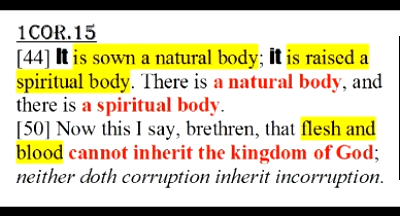 1COR.15
[44] It is sown a natural body; it is raised a
spiritual body. There is a natural body, and
there is a spiritual body.
[50] Now this I say, brethren, that flesh and
blood cannot inherit the kingdom of God;
neither doth corruption inherit incorruption.